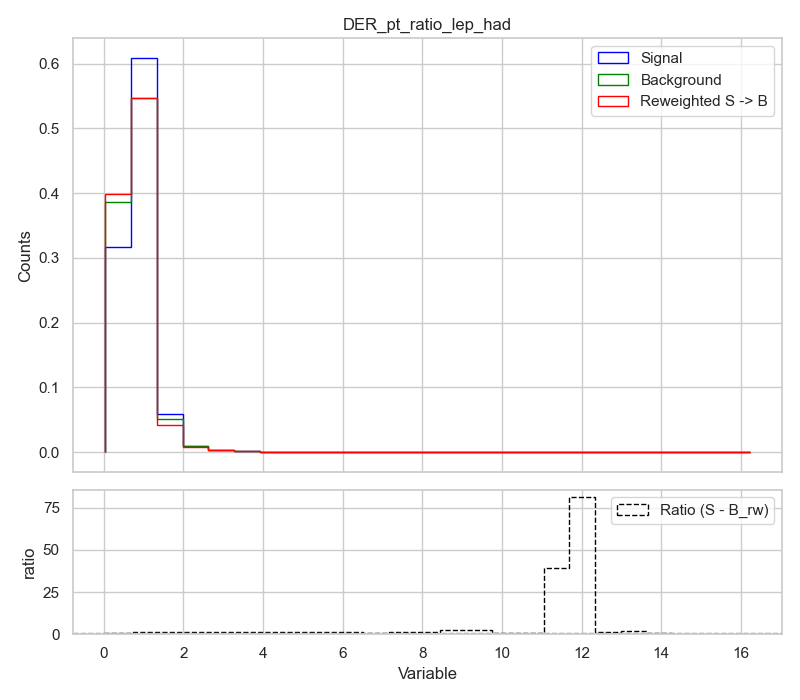 DER_pt_ratio_lep_had
Signal
Background
Reweighted S -> B
Counts
0.6
0.5
0.4
0.3
0.2
0.1
0.0
Ratio (S - B_rw)
ratio
75
50
25
0
0 2 4 6 8 10 12 14 16
Variable